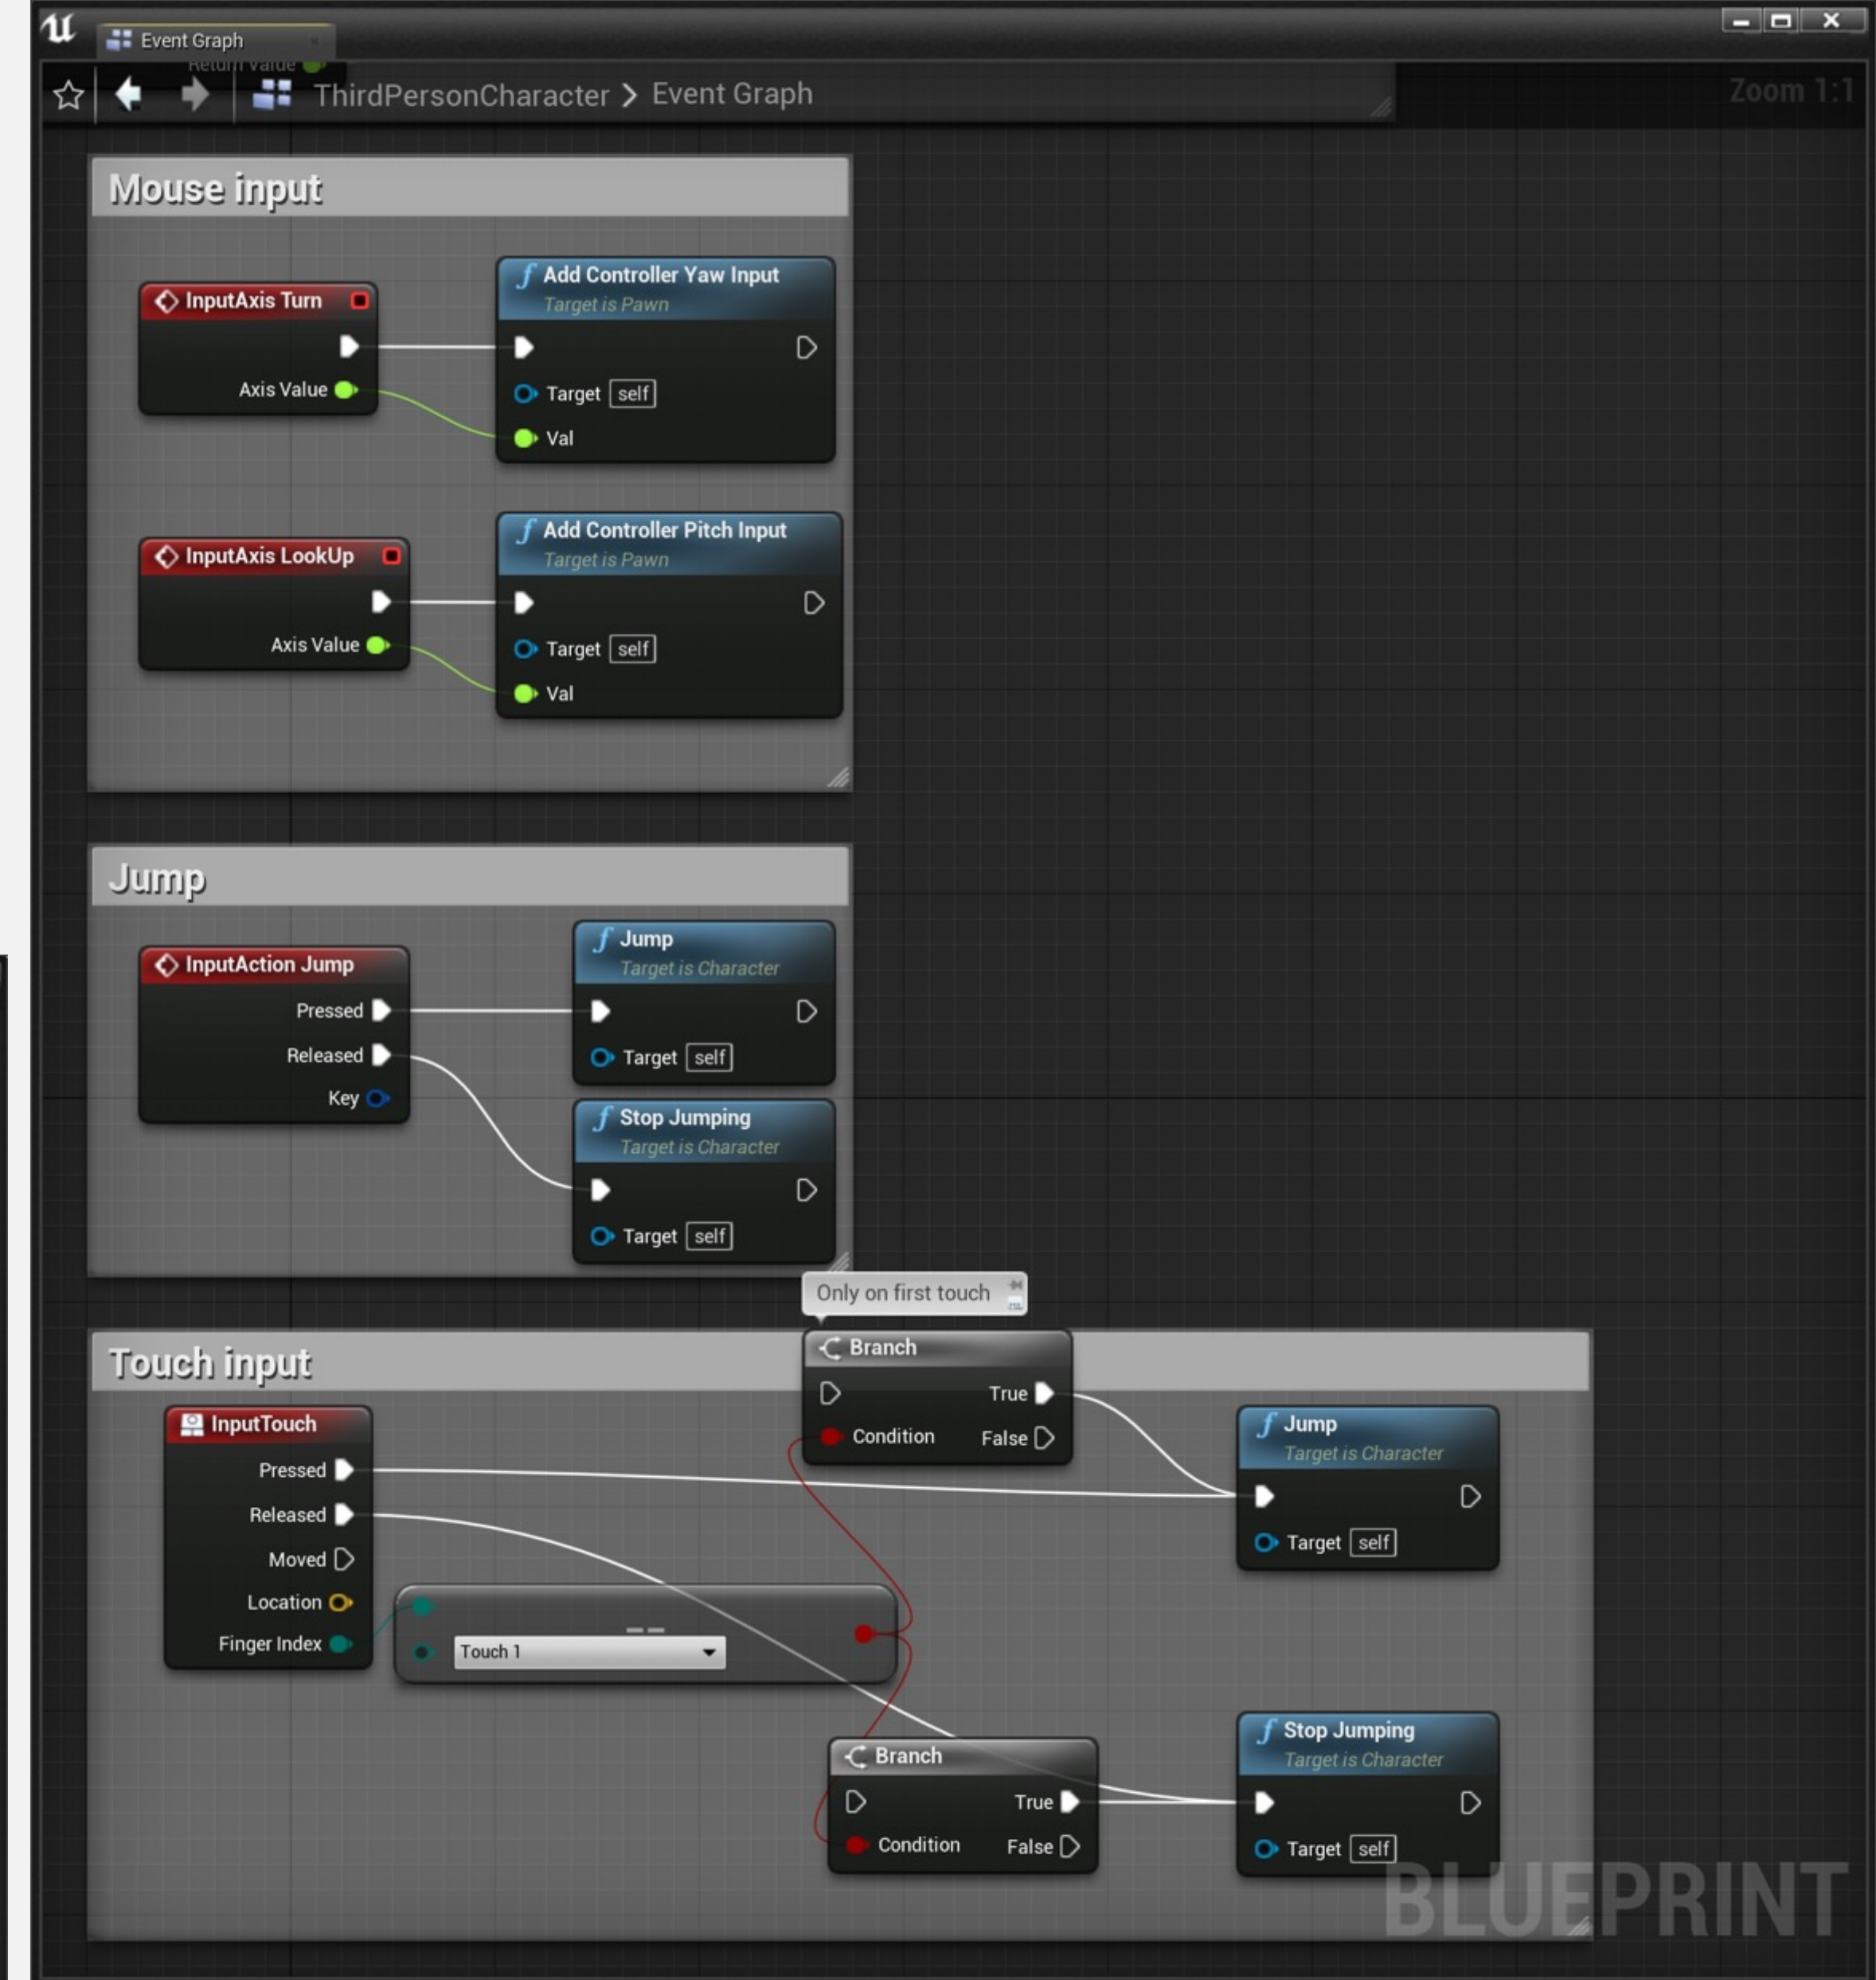 Event Graph
Return Value
ThirdPersonCharacter > Event Graph
Zoom 1:1
Mouse input
InputAxis Turn
Axis Value
Add Controller Yaw Input
Target is Pawn
Target self
Val
InputAxis LookUp
Axis Value
Add Controller Pitch Input
Target is Pawn
Target self
Val
Jump
InputAction Jump
Pressed
Released
Key
Jump
Target is Character
Target self
Stop Jumping
Target is Character
Target self
Only on first touch
Touch input
Branch
True
Condition False
InputTouch
Pressed
Released
Moved
Location
Finger Index
==
Touch 1
Jump
Target is Character
Target self
Branch
True
Condition False
Stop Jumping
Target is Character
Target self
BLUEPRINT